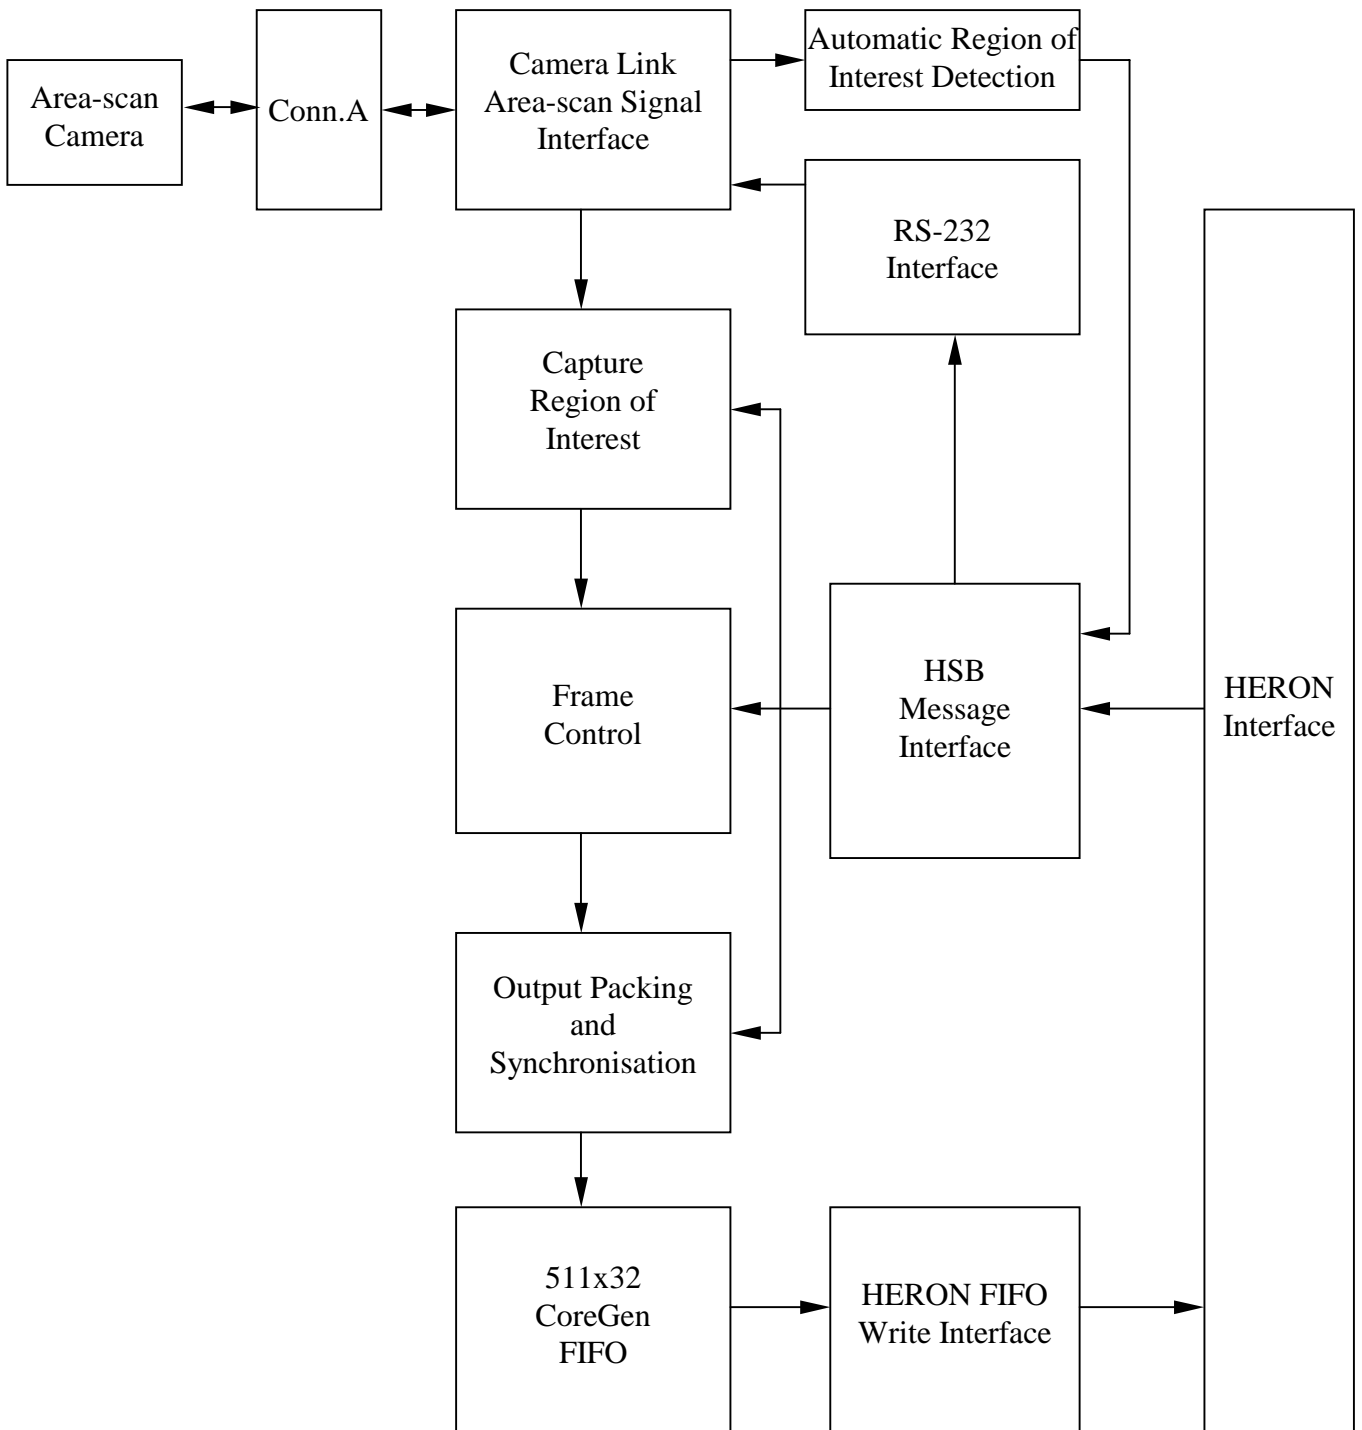 Area-scan
Camera
Conn.A
Camera Link
Area-scan Signal
Interface
Automatic Region of
Interest Detection
RS-232
Interface
Capture
Region of
Interest
Frame
Control
HSB
Message
Interface
HERON
Interface
Output Packing
and
Synchronisation
511x32
CoreGen
FIFO
HERON FIFO
Write Interface